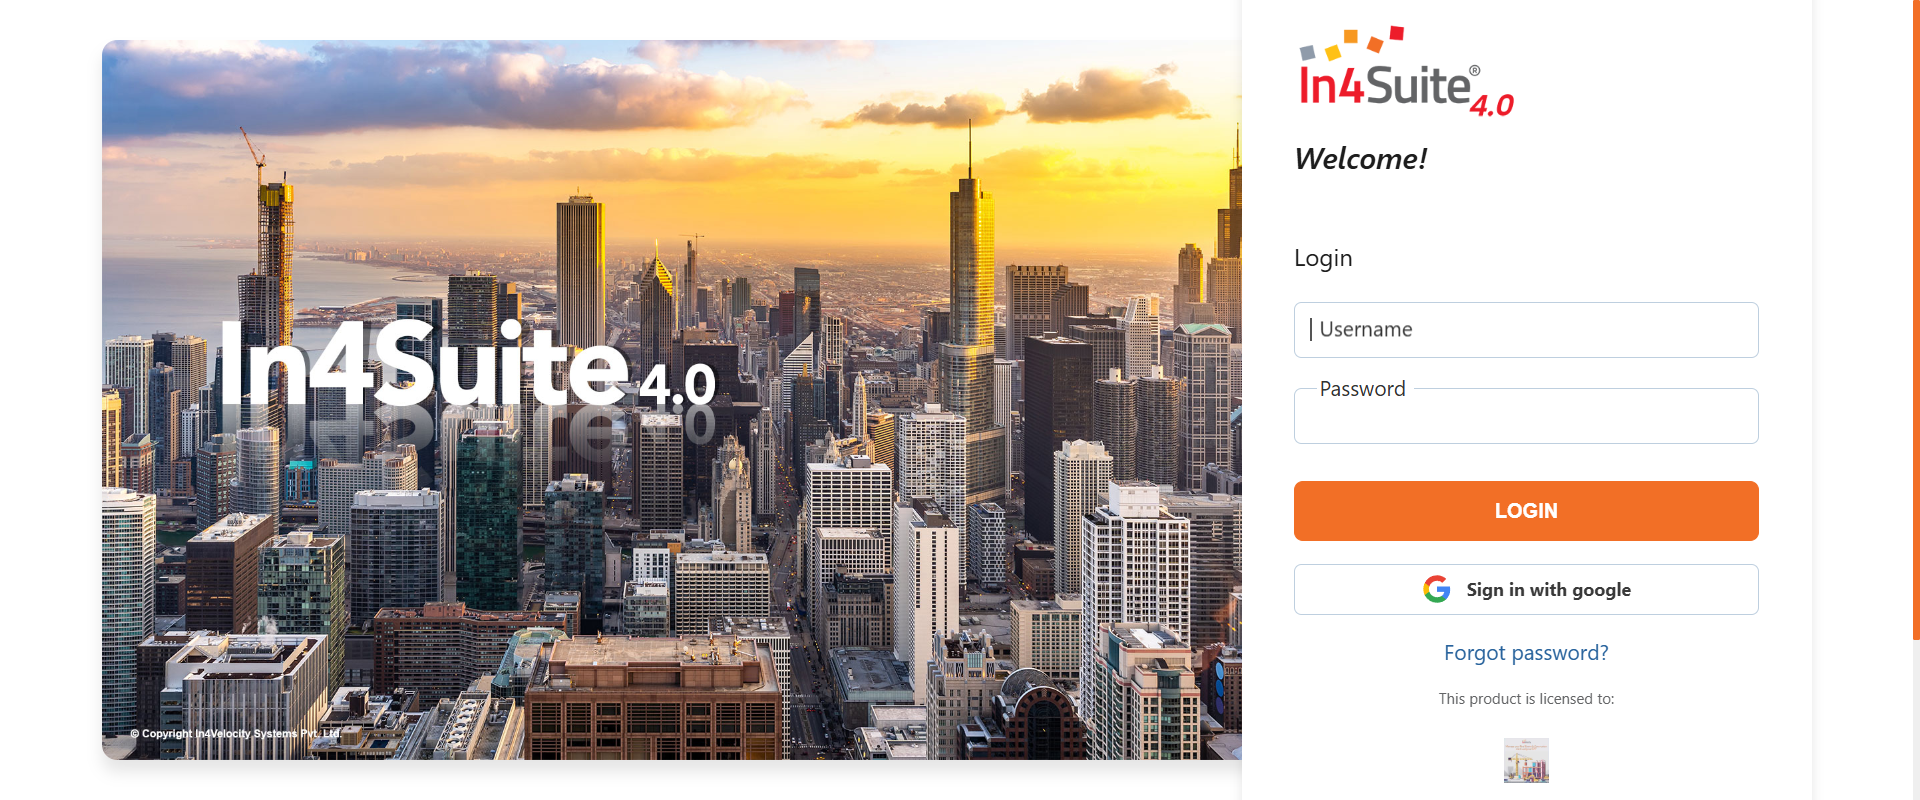 In4Suite 4.0
© Copyright In4Velocity Systems Pvt. Ltd.
In4Suite® 4.0
Welcome!
Login
Username
Password
LOGIN
Sign in with google
Forgot password?
This product is licensed to: